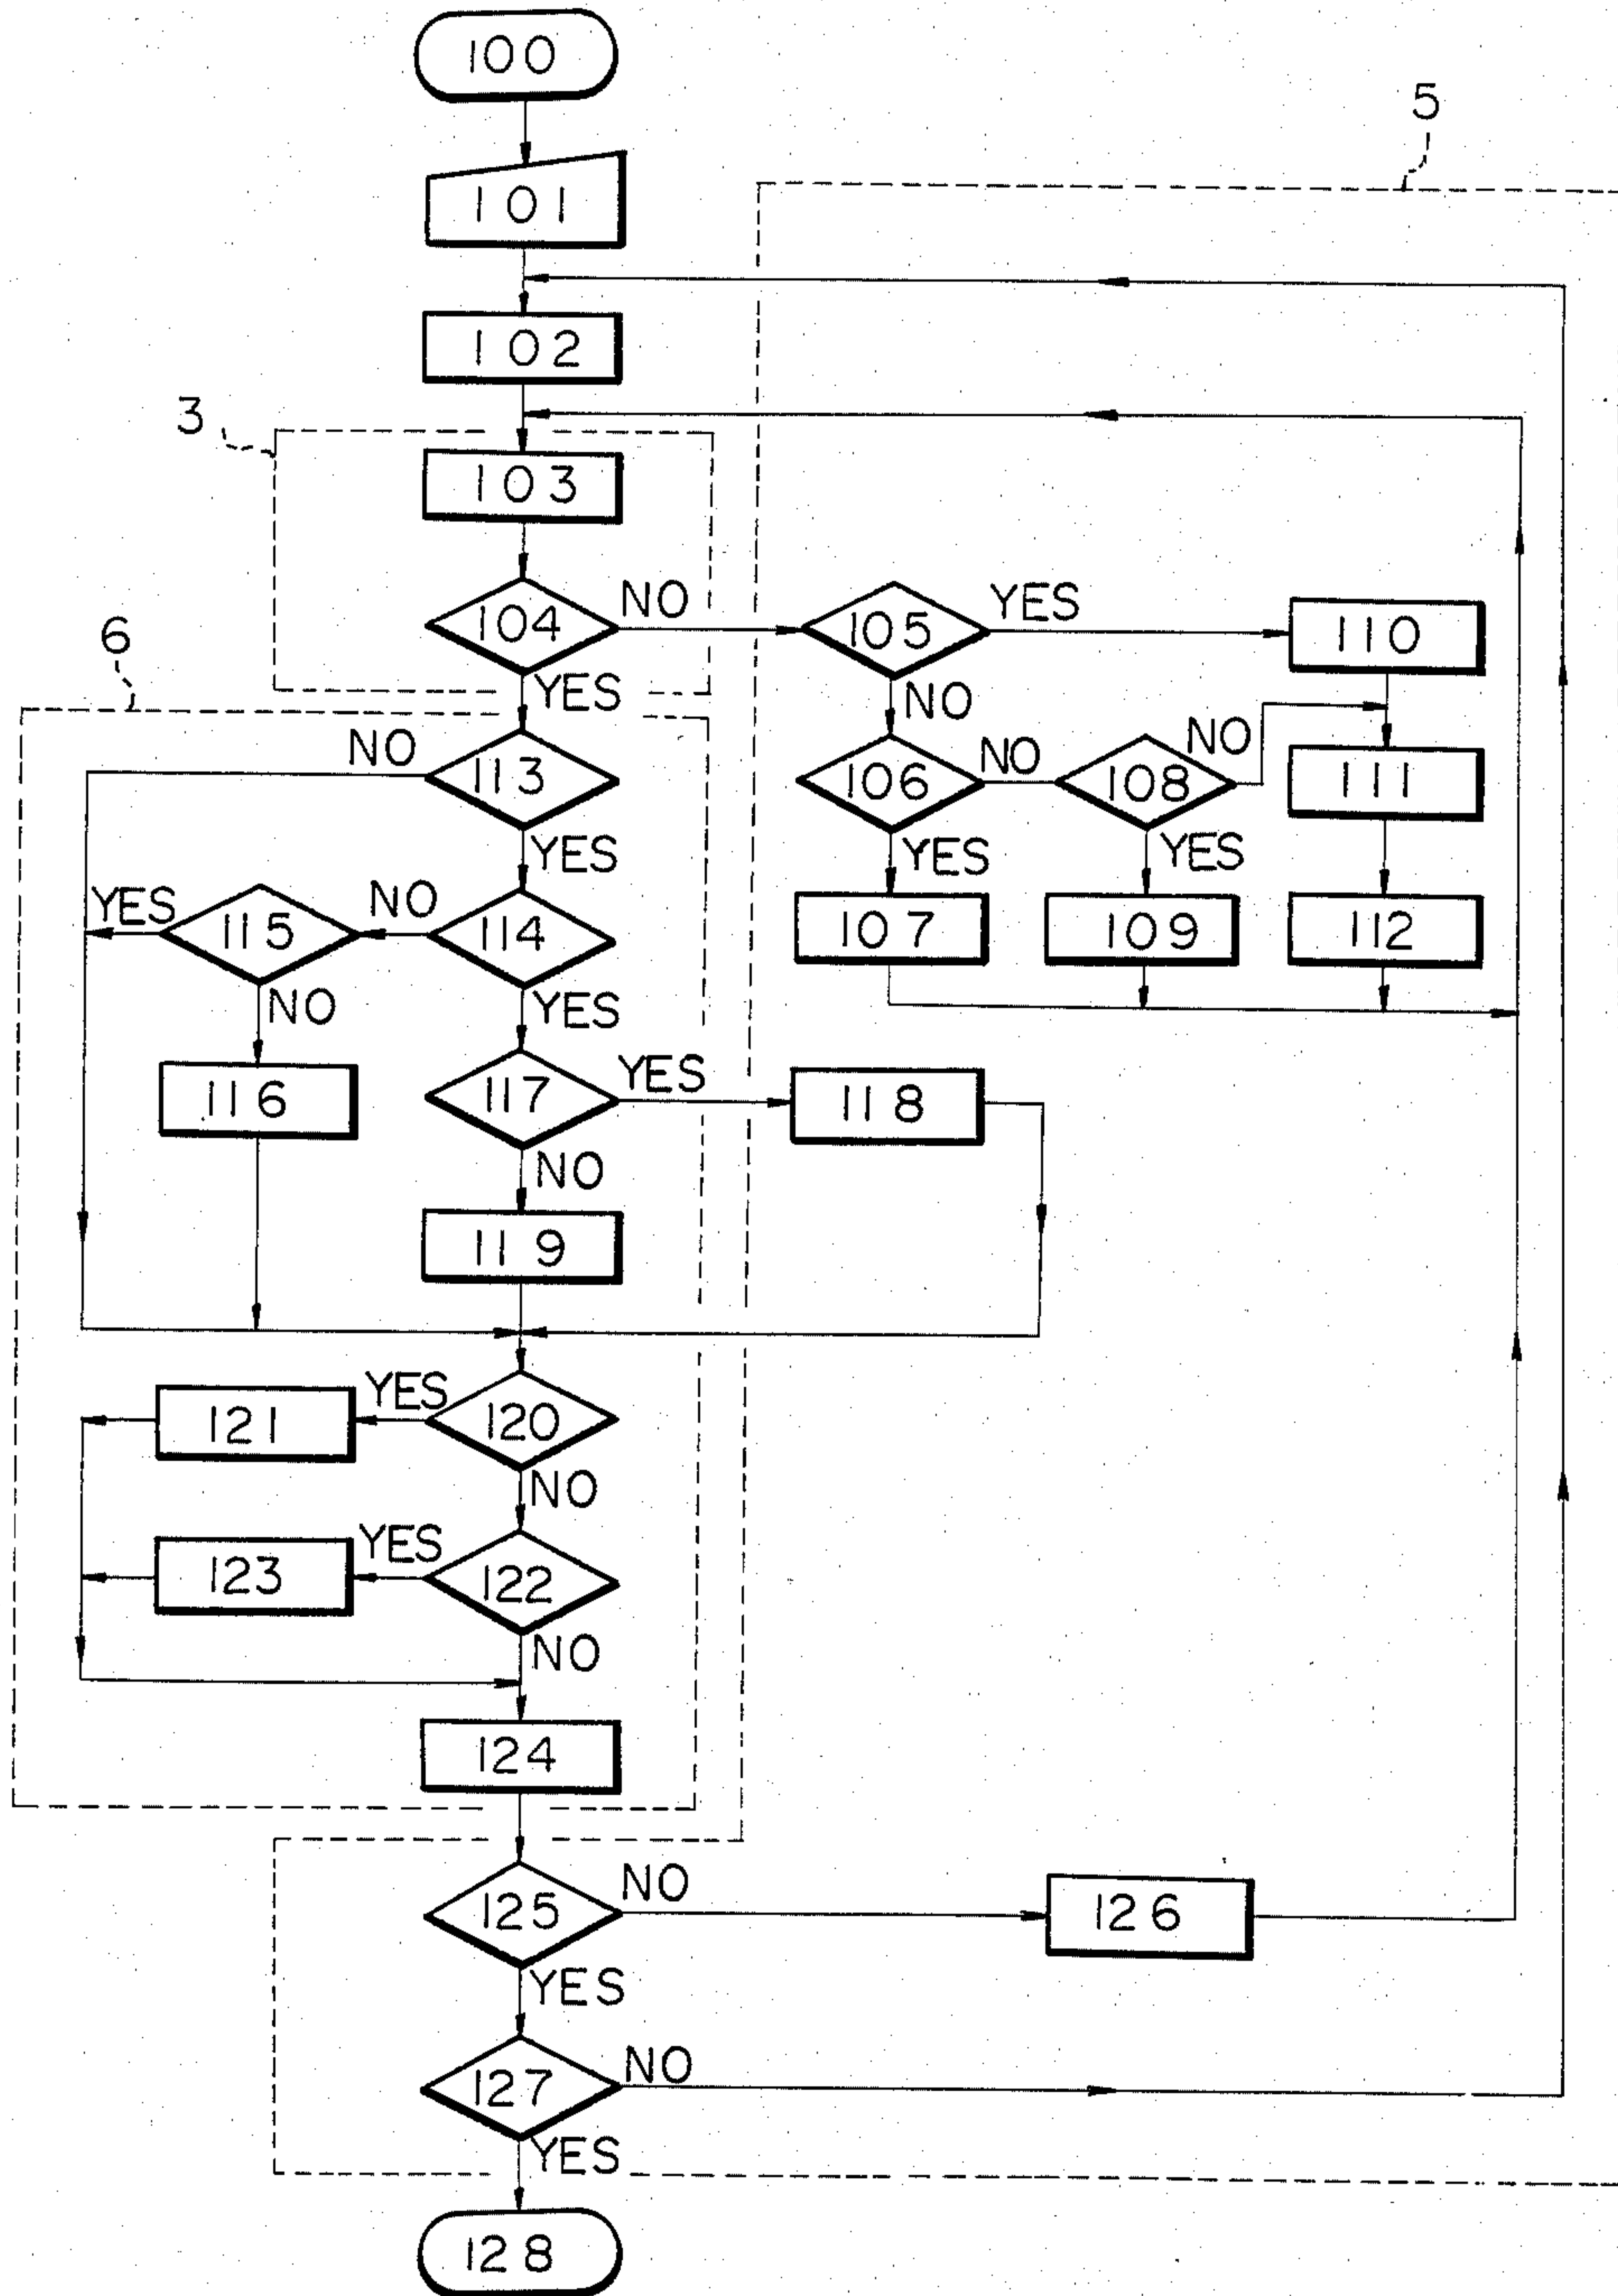 100
5
101
102
3
103
104
NO
105
YES
110
6
YES
NO
NO
113
106
NO
108
NO
111
YES
YES
YES
YES
115
NO
114
107
109
112
NO
YES
116
117
YES
118
NO
119
121
YES
120
NO
123
YES
122
NO
124
125
NO
126
YES
127
NO
YES
128